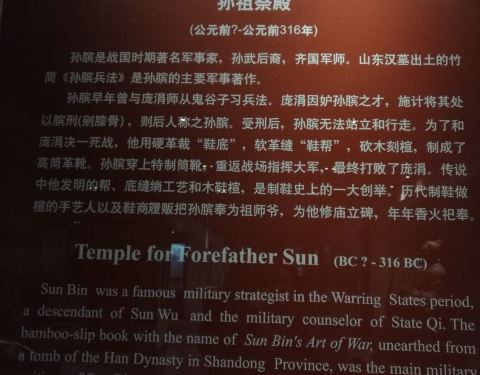 孙祖祭殿
(公元前?-公元前316年)
孙膑是战国时期著名军事家，孙武后裔，齐国军师。山东汉墓出土的竹
简《孙膑兵法》是孙膑的主要军事著作。
孙膑早年曾与庞涓师从鬼谷子习兵法。庞涓因妒孙膑之才，施计将其处
以膑刑(剔膝骨)，则后人称之孙膑。受刑后，孙膑无法站立和行走。为了和
庞涓决一死战，他用硬革裁“鞋底”，软革缝“鞋帮”，砍木刻楦，制成了
高筒革靴。孙膑穿上特制筒靴，重返战场指挥大军，最终打败了庞涓。传说
中他发明的帮、底缝绱工艺和木鞋楦，是制鞋史上的一大创举。历代制鞋做
楦的手艺人以及鞋商履贩把孙膑奉为祖师爷，为他修庙立碑，年年香火祀奉。
Temple for Forefather Sun (BC ? - 316 BC)
Sun Bin was a famous military strategist in the Warring States period,
a descendant of Sun Wu and the military counselor of State Qi. The
bamboo-slip book with the name of Sun Bin's Art of War, unearthed from
a tomb of the Han Dynasty in Shandong Province, was the main military